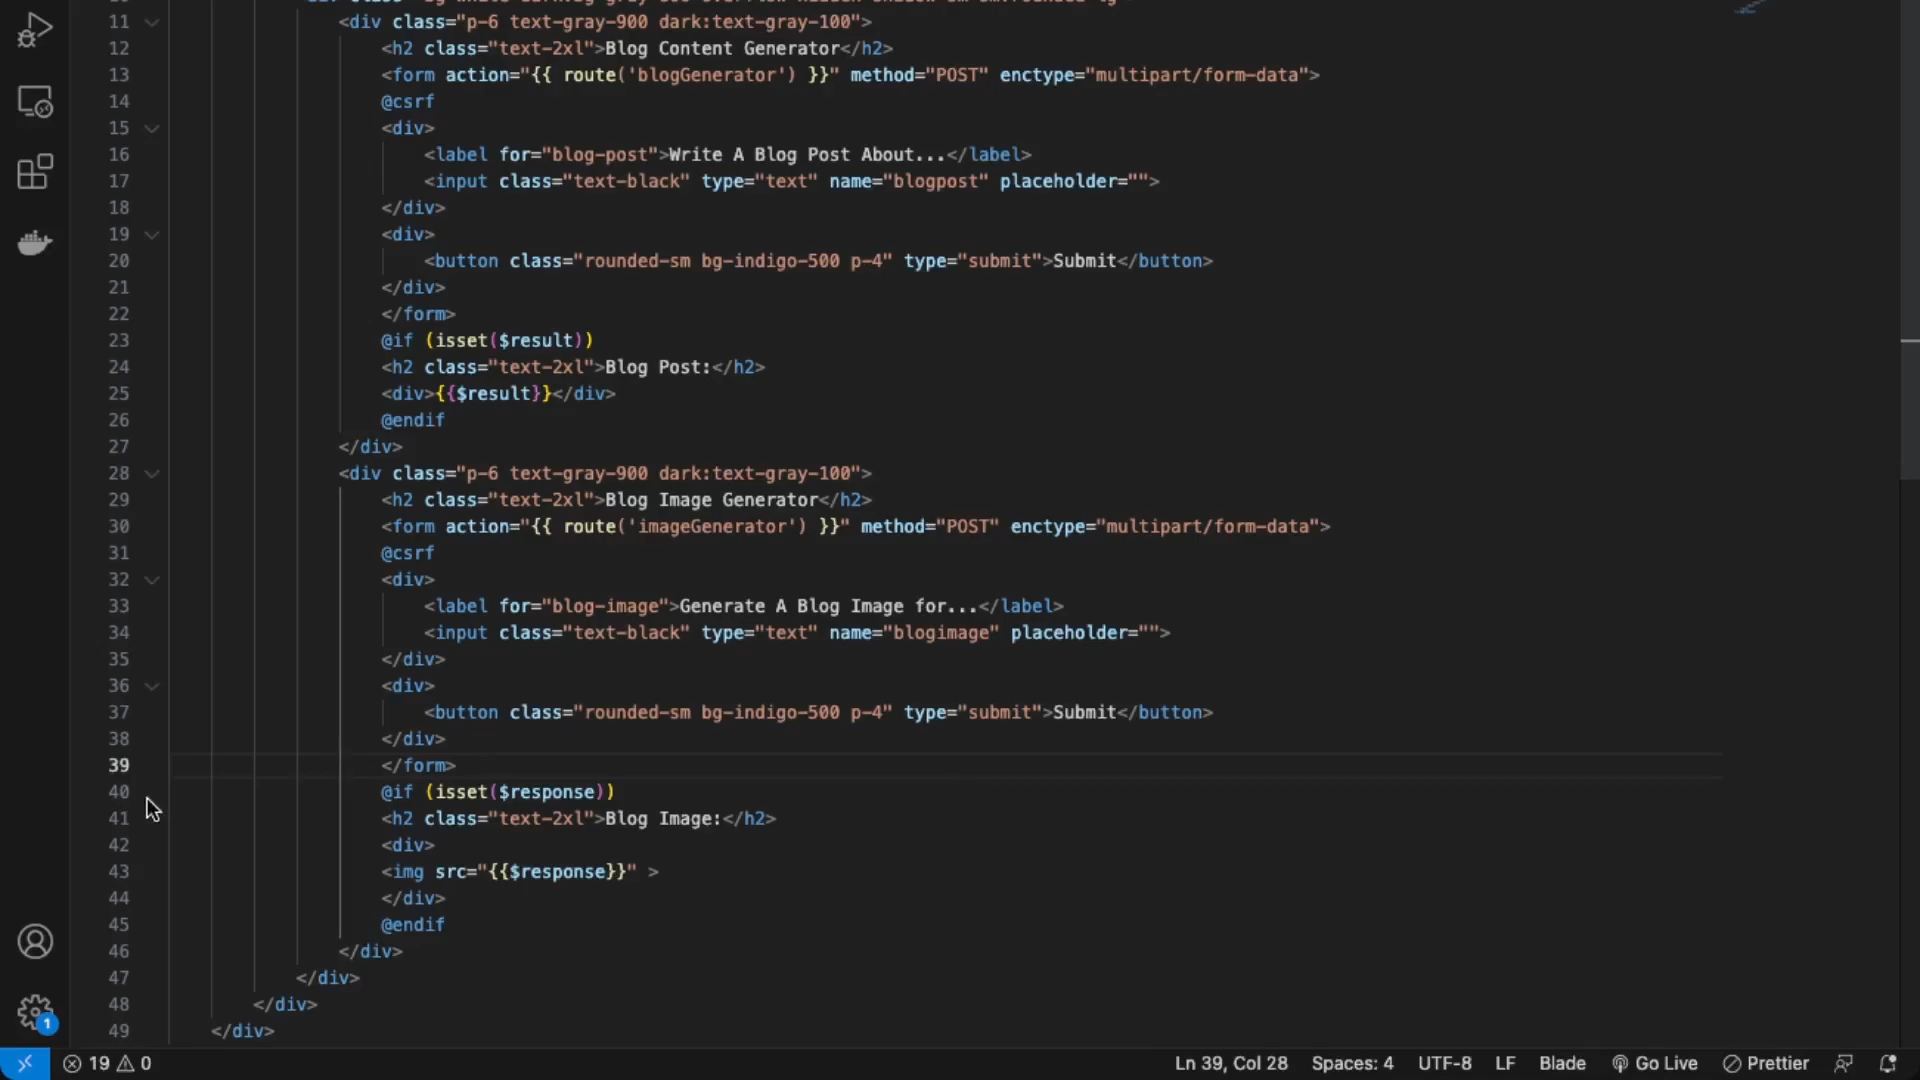 11 <div class="p-6 text-gray-900 dark:text-gray-100">
12 <h2 class="text-2xl">Blog Content Generator</h2>
13 <form action="{{ route('blogGenerator') }}" method="POST" enctype="multipart/form-data">
14 @csrf
15 <div>
16 <label for="blog-post">Write A Blog Post About...</label>
17 <input class="text-black" type="text" name="blogpost" placeholder="">
18 </div>
19 <div>
20 <button class="rounded-sm bg-indigo-500 p-4" type="submit">Submit</button>
21 </div>
22 </form>
23 @if (isset($result))
24 <h2 class="text-2xl">Blog Post:</h2>
25 <div>{{$result}}</div>
26 @endif
27 </div>
28 <div class="p-6 text-gray-900 dark:text-gray-100">
29 <h2 class="text-2xl">Blog Image Generator</h2>
30 <form action="{{ route('imageGenerator') }}" method="POST" enctype="multipart/form-data">
31 @csrf
32 <div>
33 <label for="blog-image">Generate A Blog Image for...</label>
34 <input class="text-black" type="text" name="blogimage" placeholder="">
35 </div>
36 <div>
37 <button class="rounded-sm bg-indigo-500 p-4" type="submit">Submit</button>
38 </div>
39 </form>
40 @if (isset($response))
41 <h2 class="text-2xl">Blog Image:</h2>
42 <div>
43 <img src="{{$response}}" >
44 </div>
45 @endif
46 </div>
47 </div>
48 </div>
49 </div>
1
19 0 Ln 39, Col 28 Spaces: 4 UTF-8 LF Blade Go Live Prettier